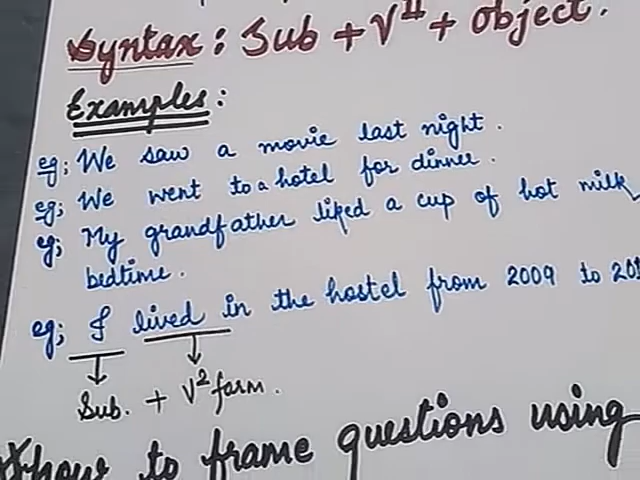 Syntax : Sub + V II + Object.
Examples :
eg; We saw a movie last night.
eg; We went to a hotel for dinner.
eg; My grandfather liked a cup of hot milk
bedtime.
eg; I lived in the hostel from 2009 to
Sub. + V2 form.
how to frame questions using